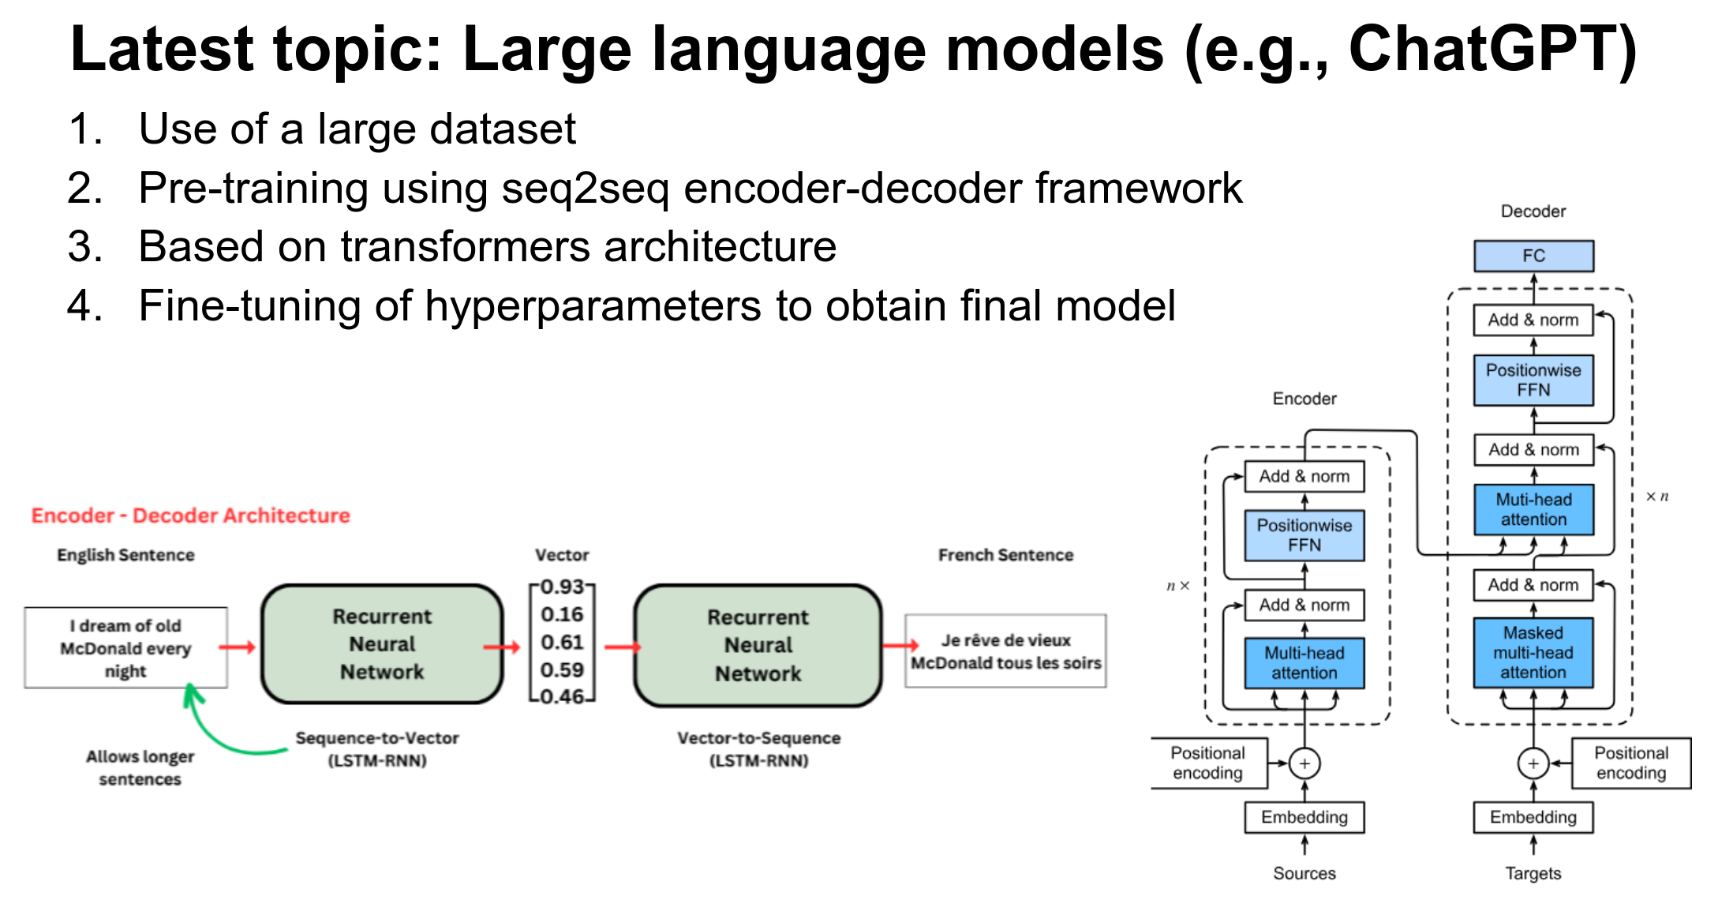 Latest topic: Large language models (e.g., ChatGPT)
1. Use of a large dataset
2. Pre-training using seq2seq encoder-decoder framework
3. Based on transformers architecture
4. Fine-tuning of hyperparameters to obtain final model
Encoder - Decoder Architecture
English Sentence
I dream of old
McDonald every
night
Allows longer
sentences
Recurrent
Neural
Network
Sequence-to-Vector
(LSTM-RNN)
Vector
0.93
0.16
0.61
0.59
0.46
Recurrent
Neural
Network
Vector-to-Sequence
(LSTM-RNN)
French Sentence
Je rêve de vieux
McDonald tous les soirs
Encoder
n ×
Add & norm
Positionwise
FFN
Add & norm
Multi-head
attention
Positional
encoding
+
Embedding
Sources
Decoder
FC
Add & norm
Positionwise
FFN
Add & norm
Muti-head
attention
× n
Add & norm
Masked
multi-head
attention
+
Positional
encoding
Embedding
Targets